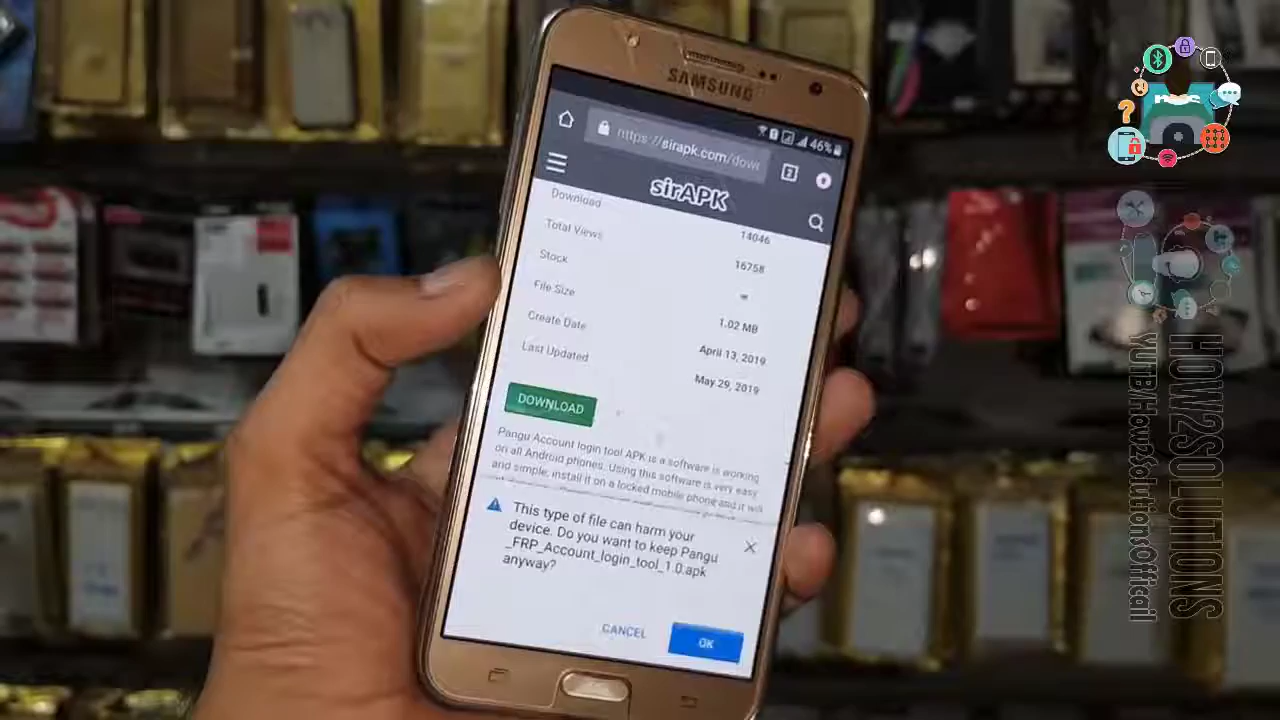 SAMSUNG
46%
https://sirapk.com/dow
2
sirAPK
Download
14046
Total Views
16758
Stock
∞
File Size
1.02 MB
Create Date
April 13, 2019
Last Updated
May 29, 2019
DOWNLOAD
Pangu Account login tool APK is a software is working
on all Android phones. Using this software is very easy
and simple, install it on a locked mobile phone and it will
This type of file can harm your
device. Do you want to keep Pangu
_FRP_Account_login_tool_1.0.apk
anyway?
CANCEL
OK
HOW2SOLUTIONS
YUTB/How2SolutionsOffical